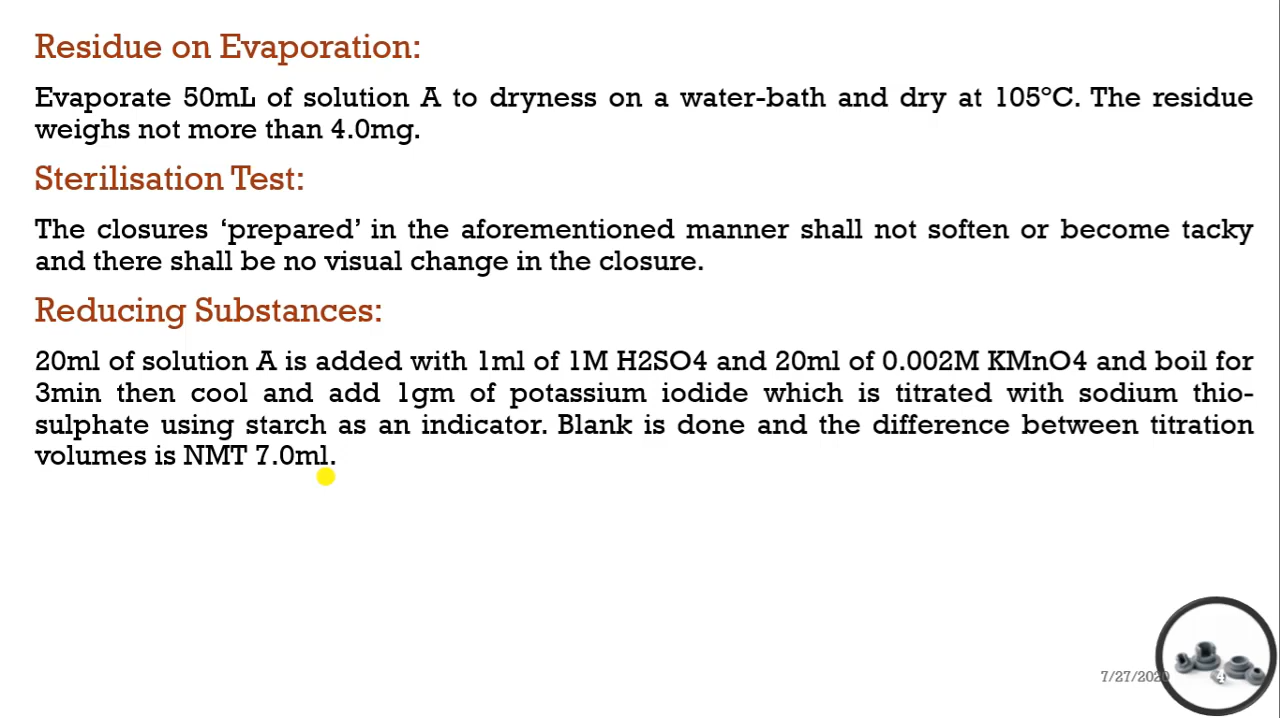 Residue on Evaporation:
Evaporate 50mL of solution A to dryness on a water-bath and dry at 105°C. The residue
weighs not more than 4.0mg.
Sterilisation Test:
The closures ‘prepared’ in the aforementioned manner shall not soften or become tacky
and there shall be no visual change in the closure.
Reducing Substances:
20ml of solution A is added with 1ml of 1M H2SO4 and 20ml of 0.002M KMnO4 and boil for
3min then cool and add 1gm of potassium iodide which is titrated with sodium thio-
sulphate using starch as an indicator. Blank is done and the difference between titration
volumes is NMT 7.0ml.
7/27/2020
4